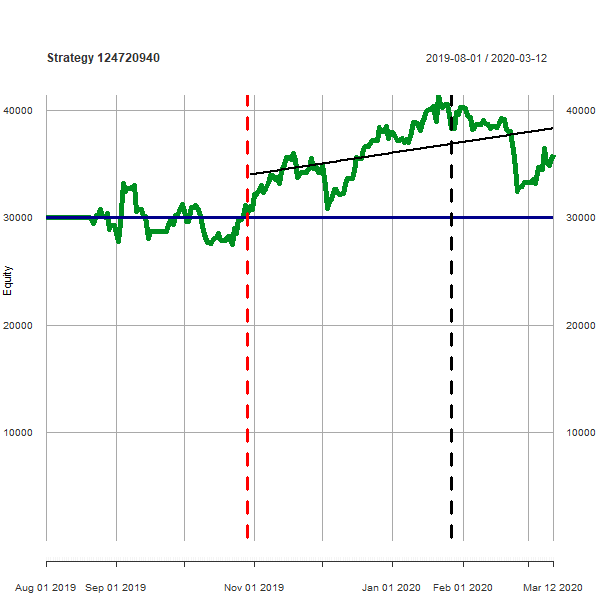 Strategy 124720940
2019-08-01 / 2020-03-12
40000
40000
30000
30000
Equity
20000
20000
10000
10000
Aug 01 2019
Sep 01 2019
Nov 01 2019
Jan 01 2020
Feb 01 2020
Mar 12 2020